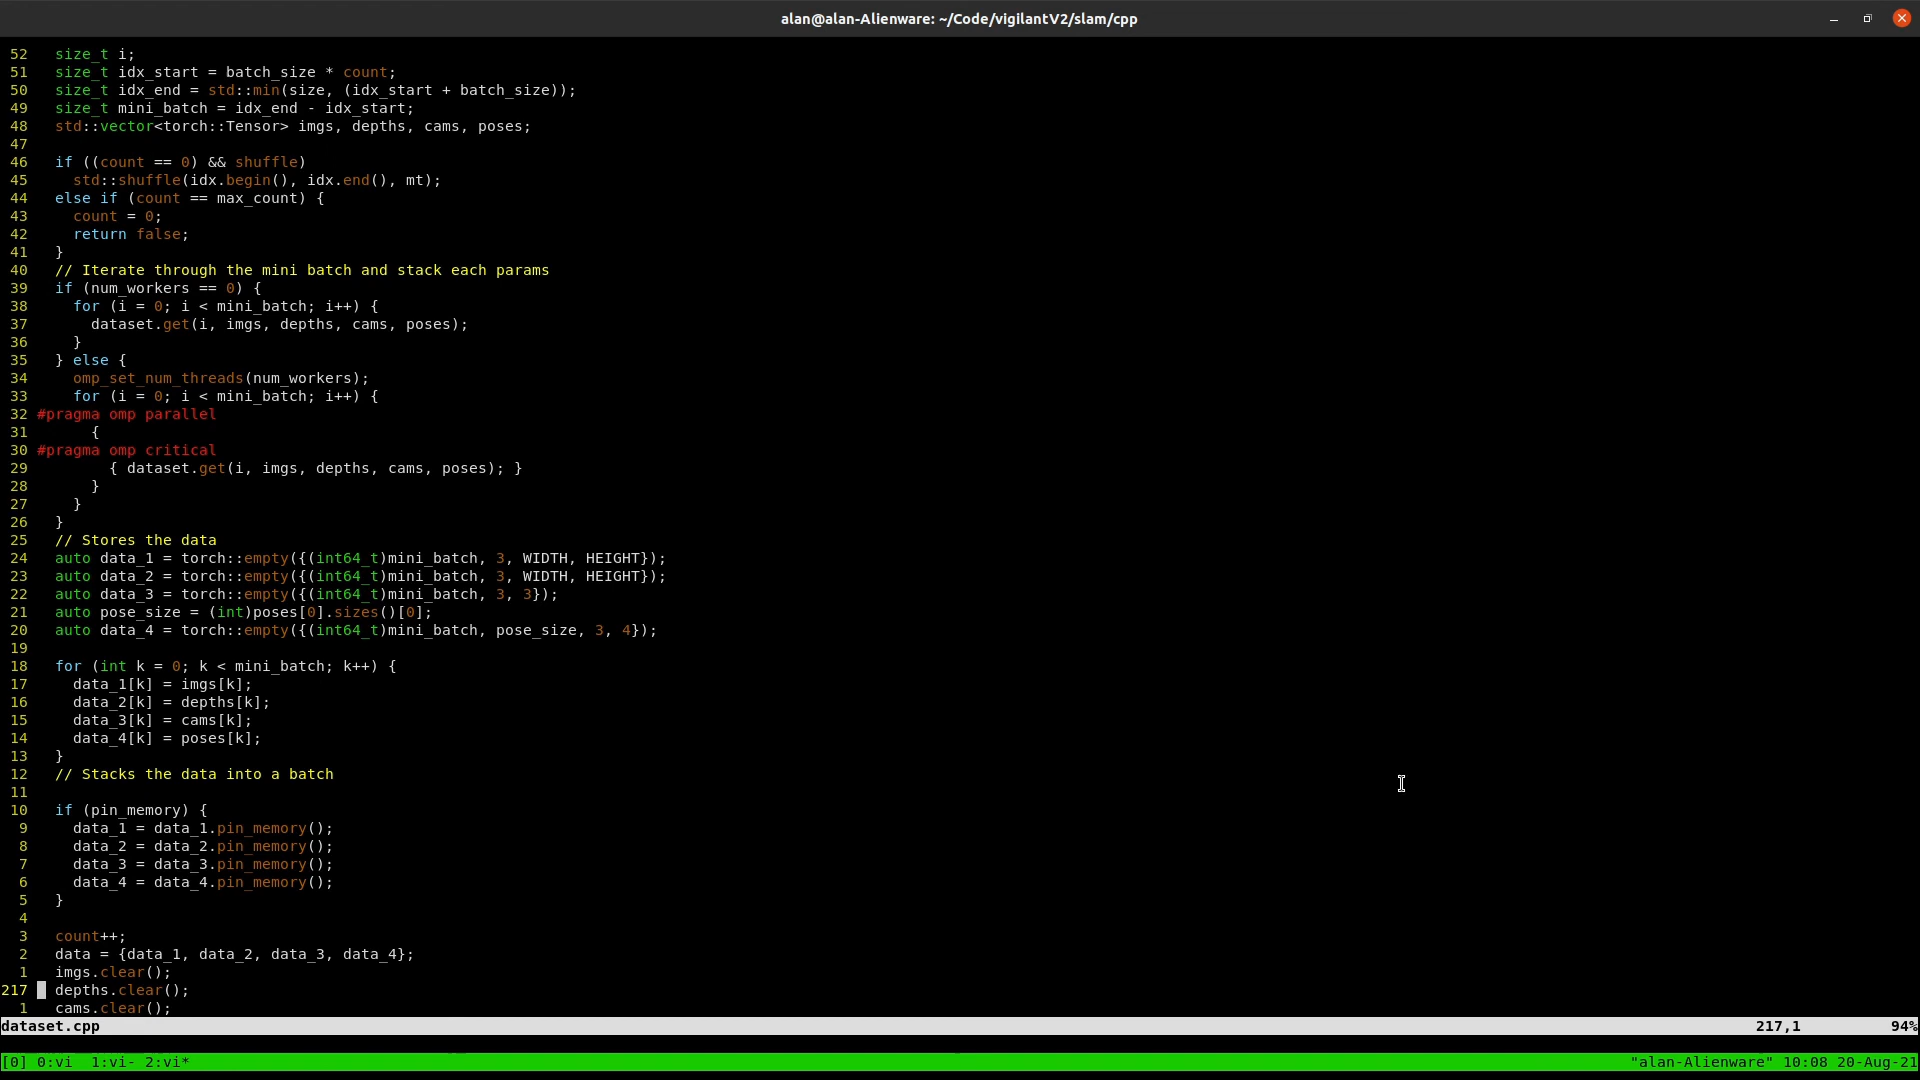 alan@alan-Alienware: ~/Code/vigilantV2/slam/cpp
52   size_t i;
51   size_t idx_start = batch_size * count;
50   size_t idx_end = std::min(size, (idx_start + batch_size));
49   size_t mini_batch = idx_end - idx_start;
48   std::vector<torch::Tensor> imgs, depths, cams, poses;
47
46   if ((count == 0) && shuffle)
45     std::shuffle(idx.begin(), idx.end(), mt);
44   else if (count == max_count) {
43     count = 0;
42     return false;
41   }
40   // Iterate through the mini batch and stack each params
39   if (num_workers == 0) {
38     for (i = 0; i < mini_batch; i++) {
37       dataset.get(i, imgs, depths, cams, poses);
36     }
35   } else {
34     omp_set_num_threads(num_workers);
33     for (i = 0; i < mini_batch; i++) {
32 #pragma omp parallel
31       {
30 #pragma omp critical
29         { dataset.get(i, imgs, depths, cams, poses); }
28       }
27     }
26   }
25   // Stores the data
24   auto data_1 = torch::empty({(int64_t)mini_batch, 3, WIDTH, HEIGHT});
23   auto data_2 = torch::empty({(int64_t)mini_batch, 3, WIDTH, HEIGHT});
22   auto data_3 = torch::empty({(int64_t)mini_batch, 3, 3});
21   auto pose_size = (int)poses[0].sizes()[0];
20   auto data_4 = torch::empty({(int64_t)mini_batch, pose_size, 3, 4});
19
18   for (int k = 0; k < mini_batch; k++) {
17     data_1[k] = imgs[k];
16     data_2[k] = depths[k];
15     data_3[k] = cams[k];
14     data_4[k] = poses[k];
13   }
12   // Stacks the data into a batch
11
10   if (pin_memory) {
9     data_1 = data_1.pin_memory();
8     data_2 = data_2.pin_memory();
7     data_3 = data_3.pin_memory();
6     data_4 = data_4.pin_memory();
5   }
4
3   count++;
2   data = {data_1, data_2, data_3, data_4};
1   imgs.clear();
217   depths.clear();
1   cams.clear();
dataset.cpp 217,1 94%
[0] 0:vi  1:vi- 2:vi* "alan-Alienware" 10:08 20-Aug-21